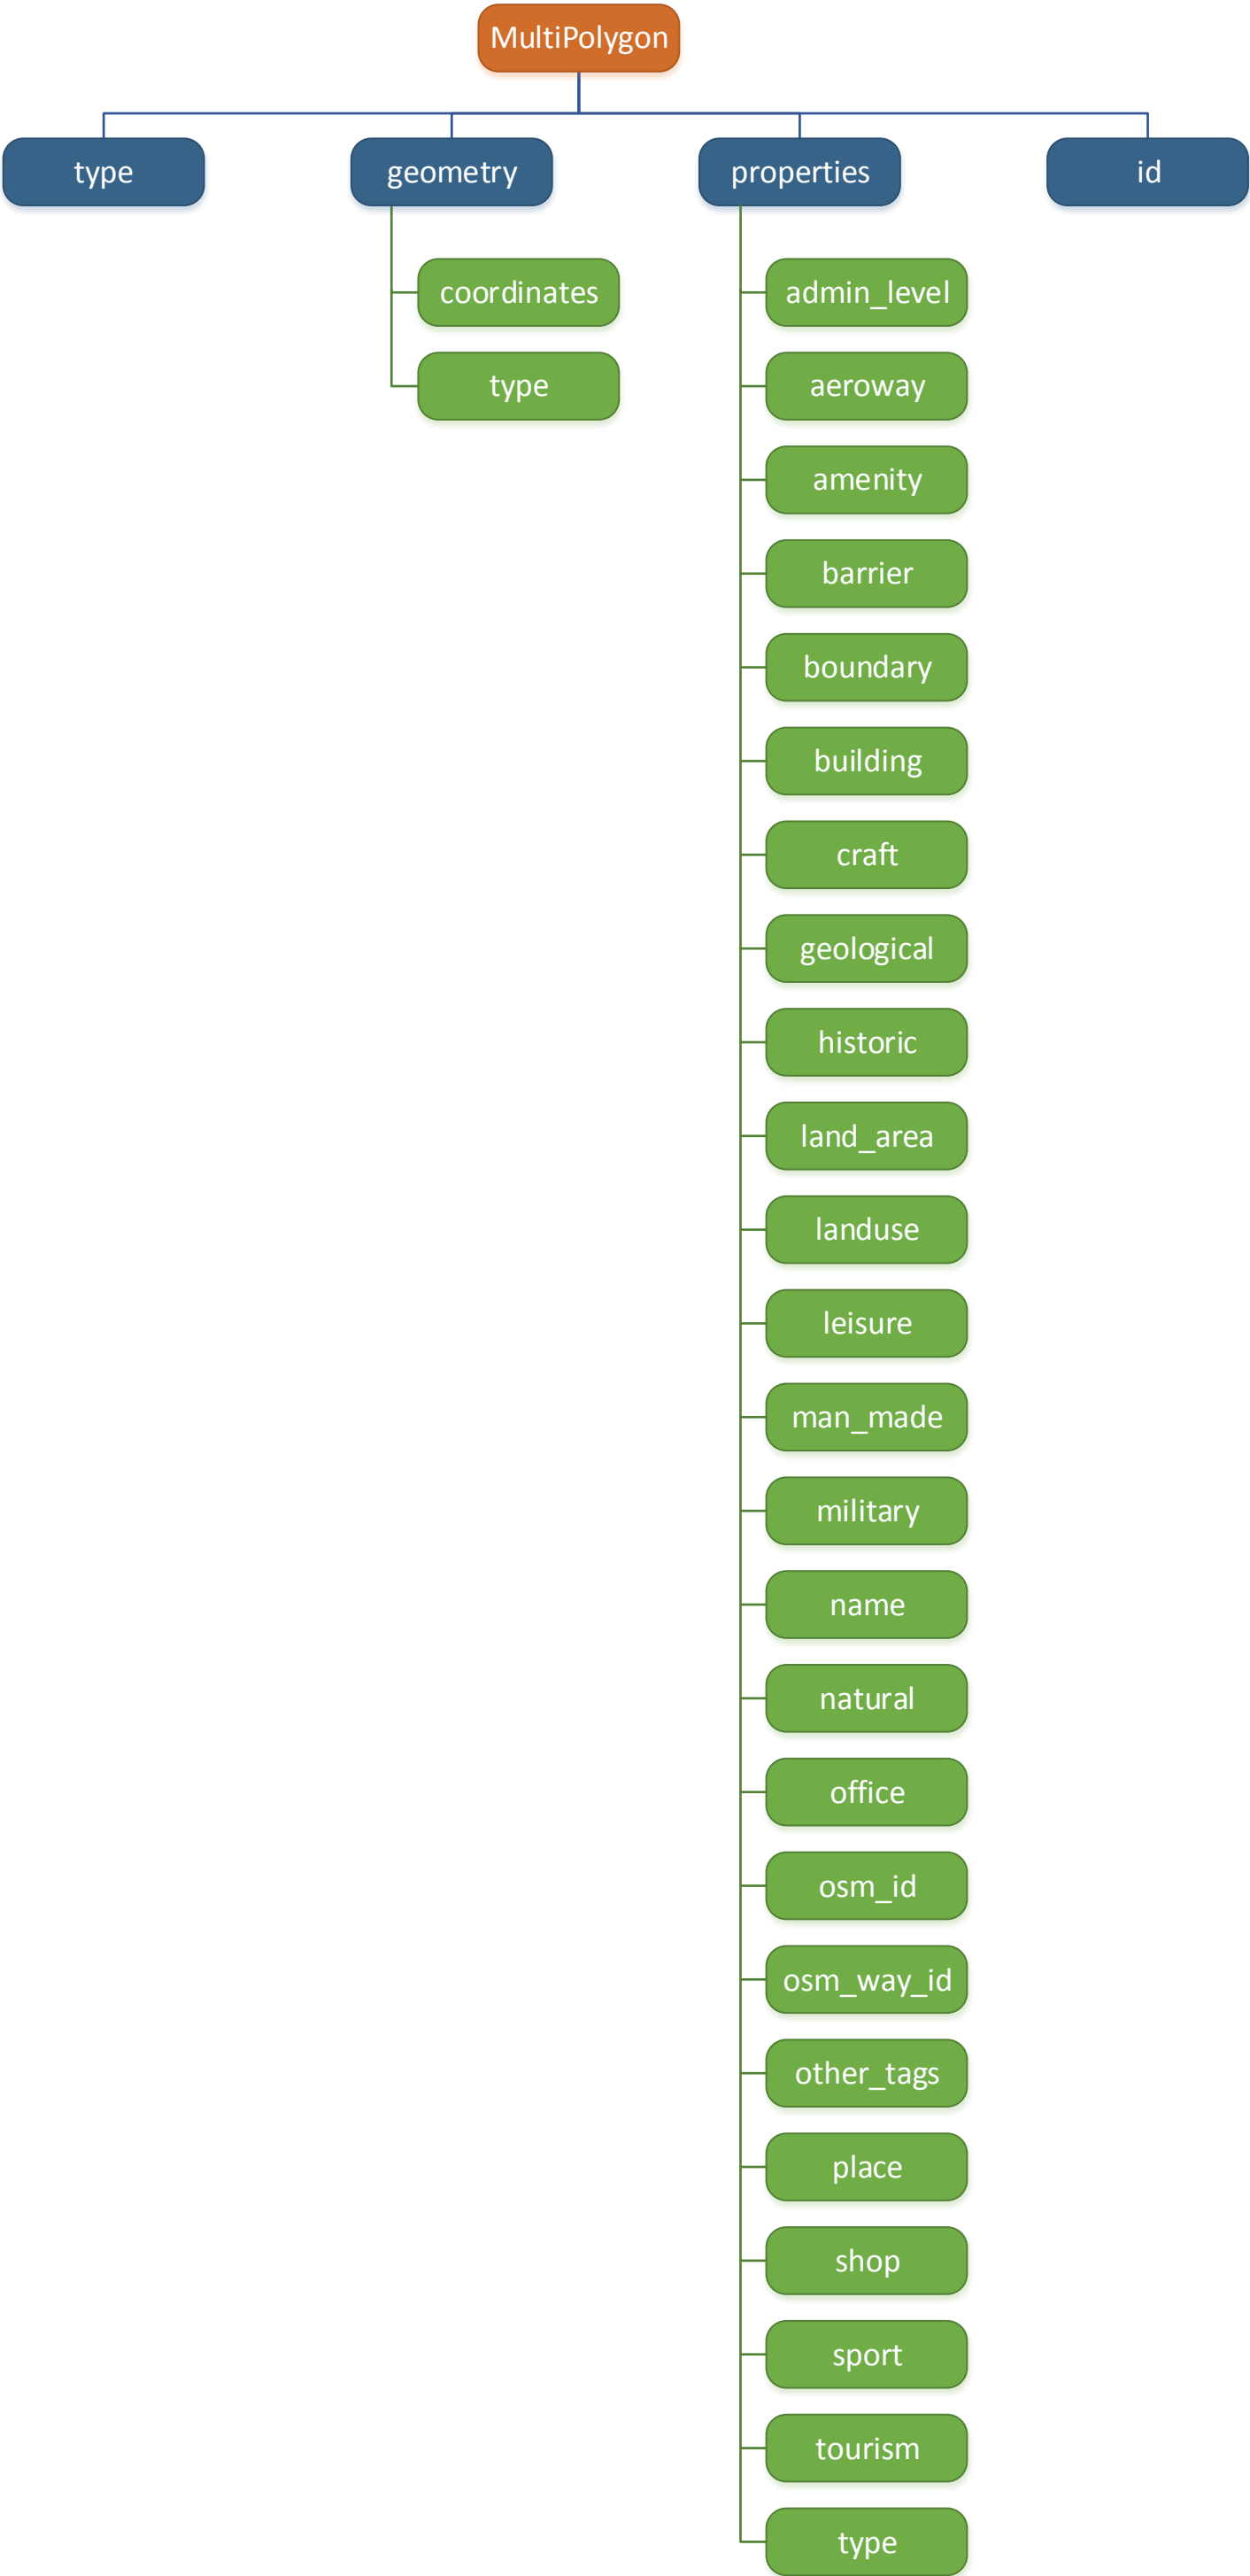 MultiPolygon
type
geometry
properties
id
coordinates
type
admin_level
aeroway
amenity
barrier
boundary
building
craft
geological
historic
land_area
landuse
leisure
man_made
military
name
natural
office
osm_id
osm_way_id
other_tags
place
shop
sport
tourism
type